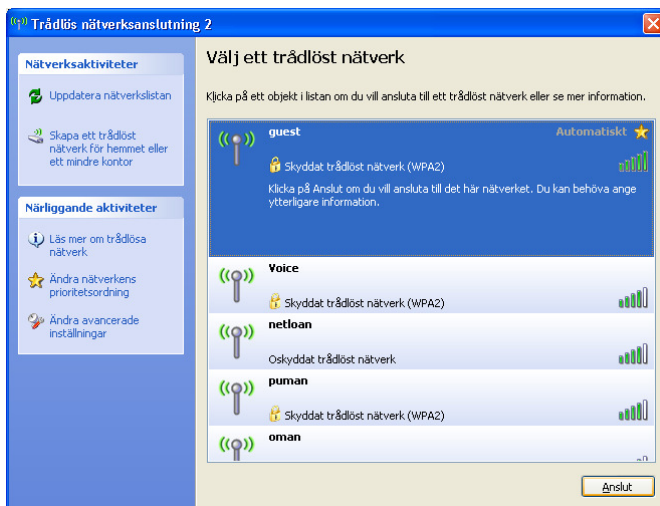 Trådlös nätverksanslutning 2
Nätverksaktiviteter
Uppdatera nätverkslistan
Skapa ett trådlöst
nätverk för hemmet eller
ett mindre kontor
Närliggande aktiviteter
Läs mer om trådlösa
nätverk
Ändra nätverkens
prioritetsordning
Ändra avancerade
inställningar
Välj ett trådlöst nätverk
Klicka på ett objekt i listan om du vill ansluta till ett trådlöst nätverk eller se mer information.
guest Automatiskt
Skyddat trådlöst nätverk (WPA2)
Klicka på Anslut om du vill ansluta till det här nätverket. Du kan behöva ange
ytterligare information.
Voice
Skyddat trådlöst nätverk (WPA2)
netloan
Oskyddat trådlöst nätverk
puman
Skyddat trådlöst nätverk (WPA2)
oman
Anslut